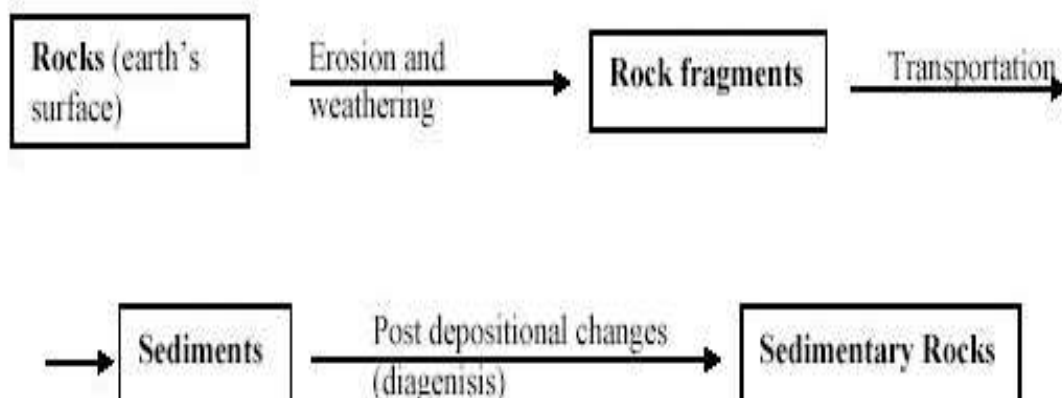 Rocks (earth's
surface)
Erosion and
weathering
Rock fragments
Transportation
Sediments
Post depositional changes
(diagenisis)
Sedimentary Rocks